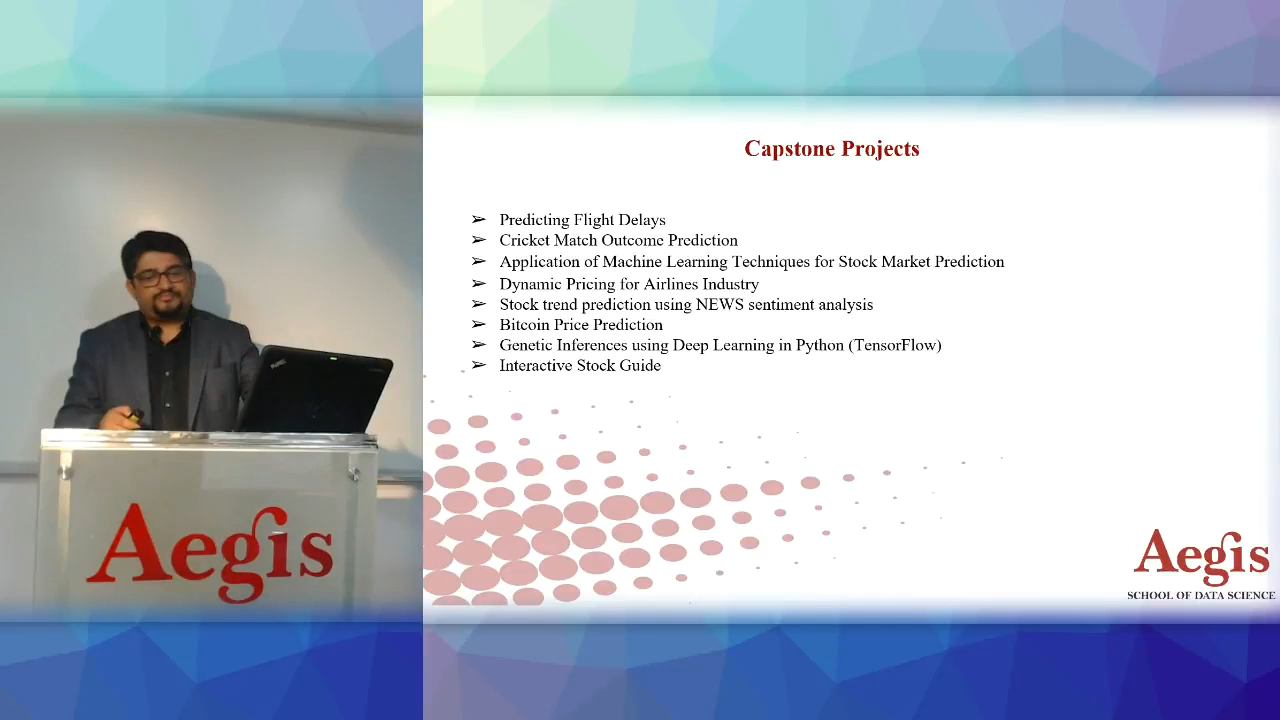 Capstone Projects
➢ Predicting Flight Delays
➢ Cricket Match Outcome Prediction
➢ Application of Machine Learning Techniques for Stock Market Prediction
➢ Dynamic Pricing for Airlines Industry
➢ Stock trend prediction using NEWS sentiment analysis
➢ Bitcoin Price Prediction
➢ Genetic Inferences using Deep Learning in Python (TensorFlow)
➢ Interactive Stock Guide
Aegis
Aegis
SCHOOL OF DATA SCIENCE